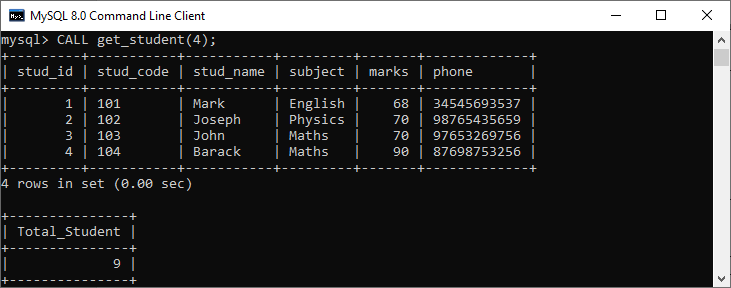 MySQL 8.0 Command Line Client
mysql> CALL get_student(4);
+---------+-----------+-----------+---------+-------+-------------+
| stud_id | stud_code | stud_name | subject | marks | phone       |
+---------+-----------+-----------+---------+-------+-------------+
|       1 | 101       | Mark      | English |    68 | 34545693537 |
|       2 | 102       | Joseph    | Physics |    70 | 98765435659 |
|       3 | 103       | John      | Maths   |    70 | 97653269756 |
|       4 | 104       | Barack    | Maths   |    90 | 87698753256 |
+---------+-----------+-----------+---------+-------+-------------+
4 rows in set (0.00 sec)
+---------------+
| Total_Student |
+---------------+
|             9 |
+---------------+